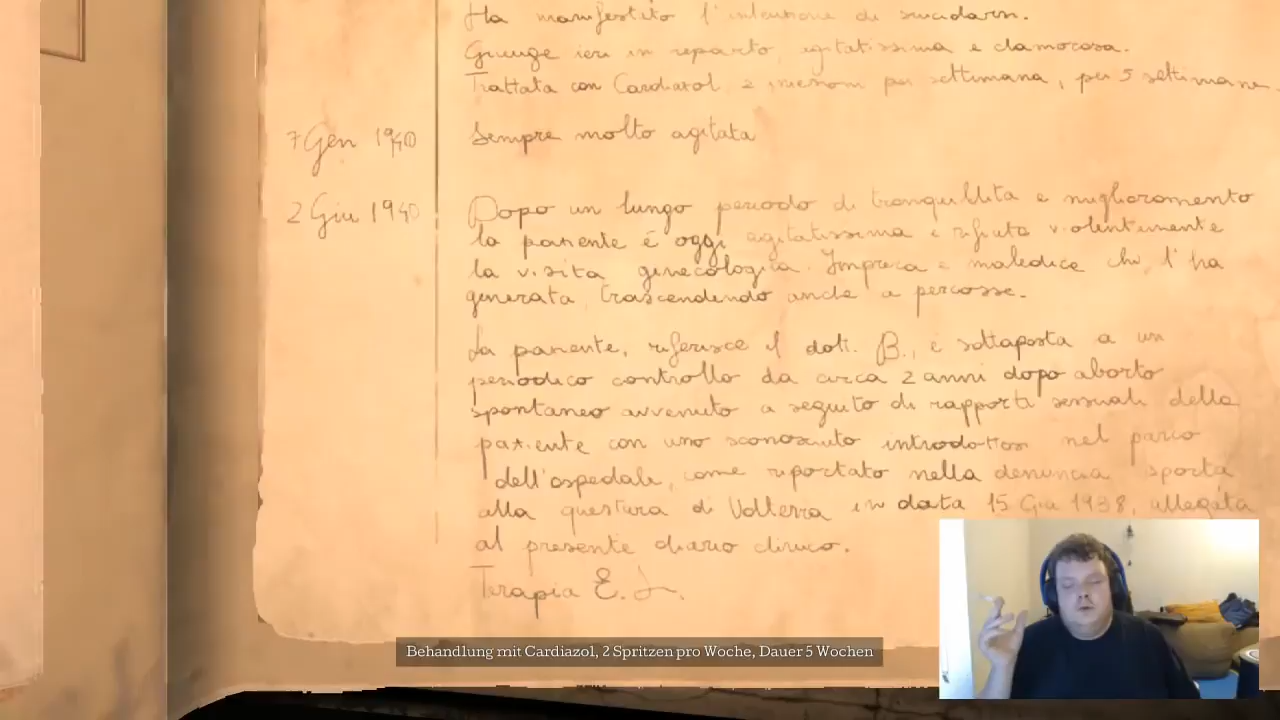 Ha manifestato l'intenzione di suicidarsi.
Giunge ieri in reparto, agitatissima e clamorosa.
Trattata con Cardiazol, 2 iniezioni per settimana, per 5 settimane.
7 Gen 1940 Sempre molto agitata
2 Giu 1940 Dopo un lungo periodo di tranquillita e miglioramento
la paziente é oggi agitatissima e rifiuta violentemente
la visita ginecologica. Impreca e maledice chi l'ha
generata, trascendendo anche a percosse.
La paziente, riferisce il dott. B., è sottoposta a un
periodico controllo da circa 2 anni dopo aborto
spontaneo avvenuto a seguito di rapporti sessuali della
paziente con uno sconosciuto introdottosi nel parco
dell'ospedale, come riportato nella denuncia sporta
alla questura di Volterra in data 15 Giu 1938, allegata
al presente diario clinico.
Terapia E.
Behandlung mit Cardiazol, 2 Spritzen pro Woche, Dauer 5 Wochen